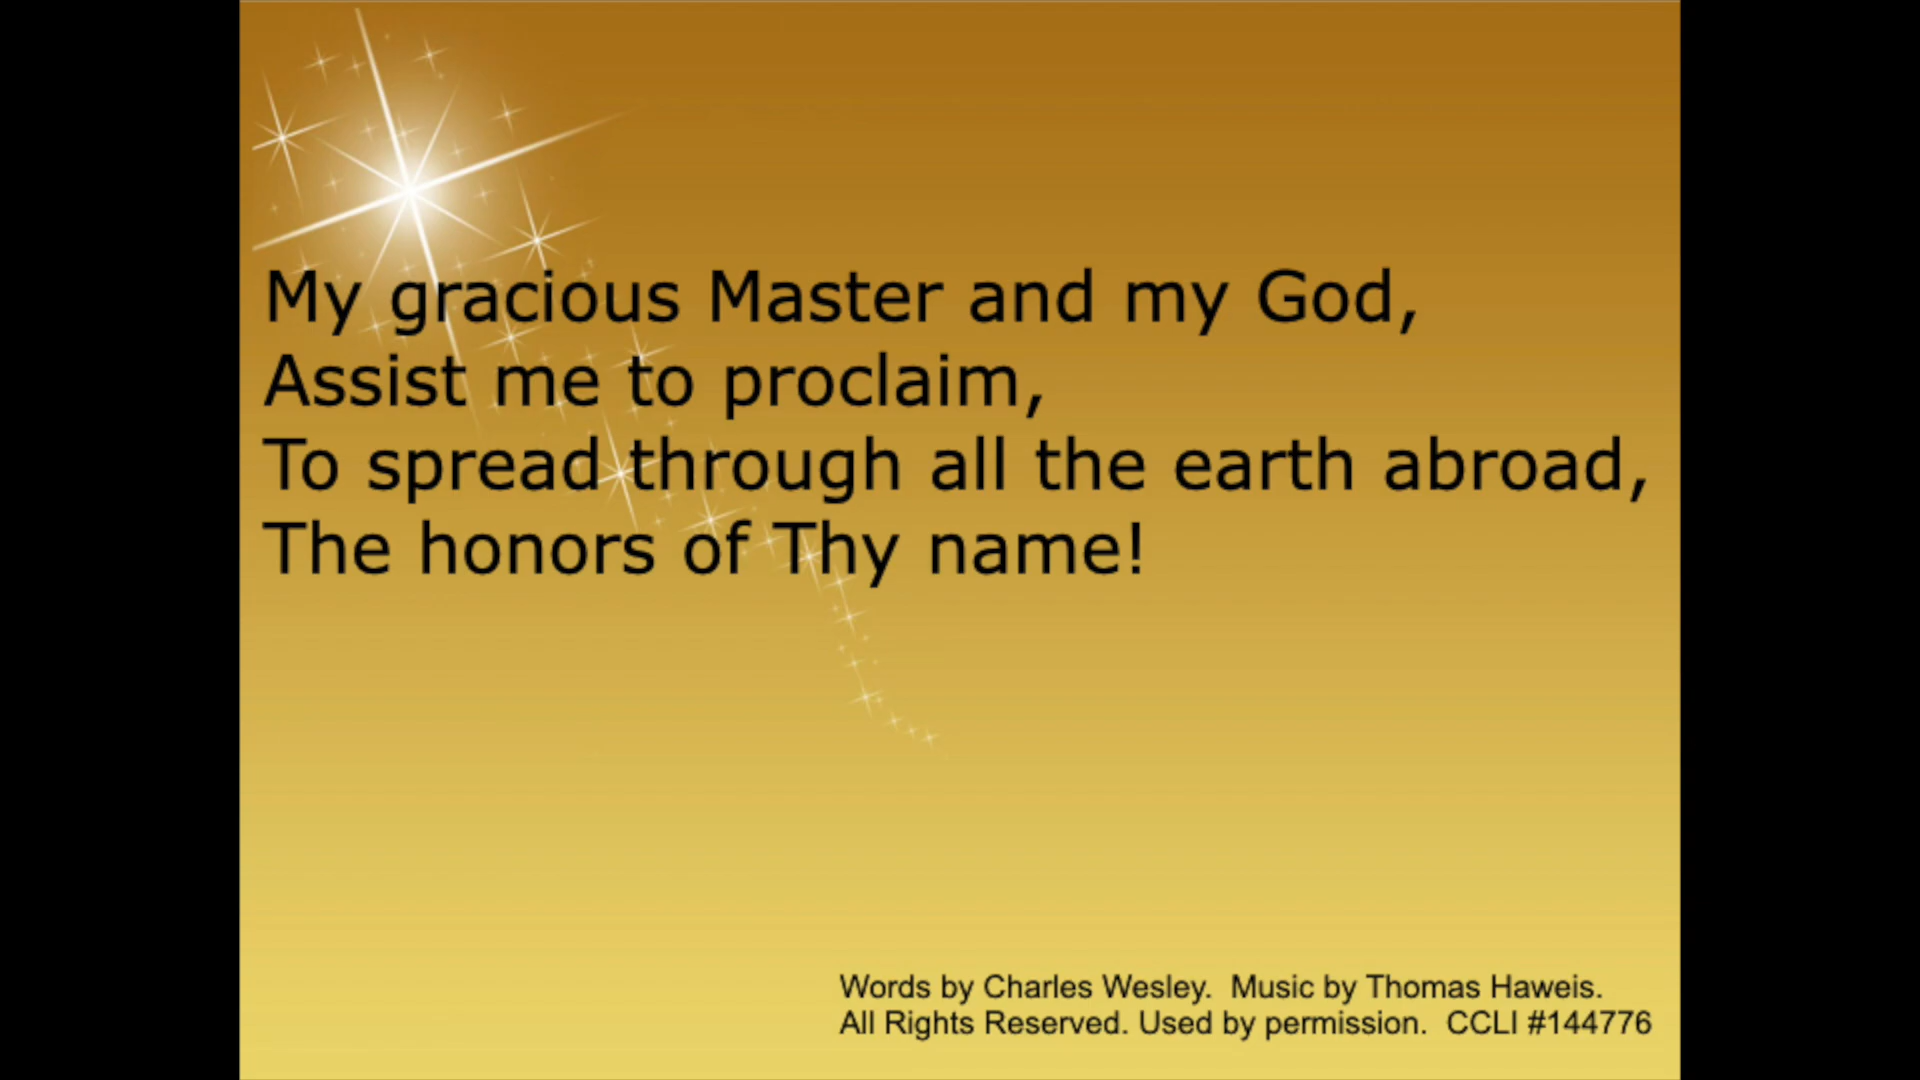 My gracious Master and my God,
Assist me to proclaim,
To spread through all the earth abroad,
The honors of Thy name!
Words by Charles Wesley.  Music by Thomas Haweis.
All Rights Reserved. Used by permission.  CCLI #144776